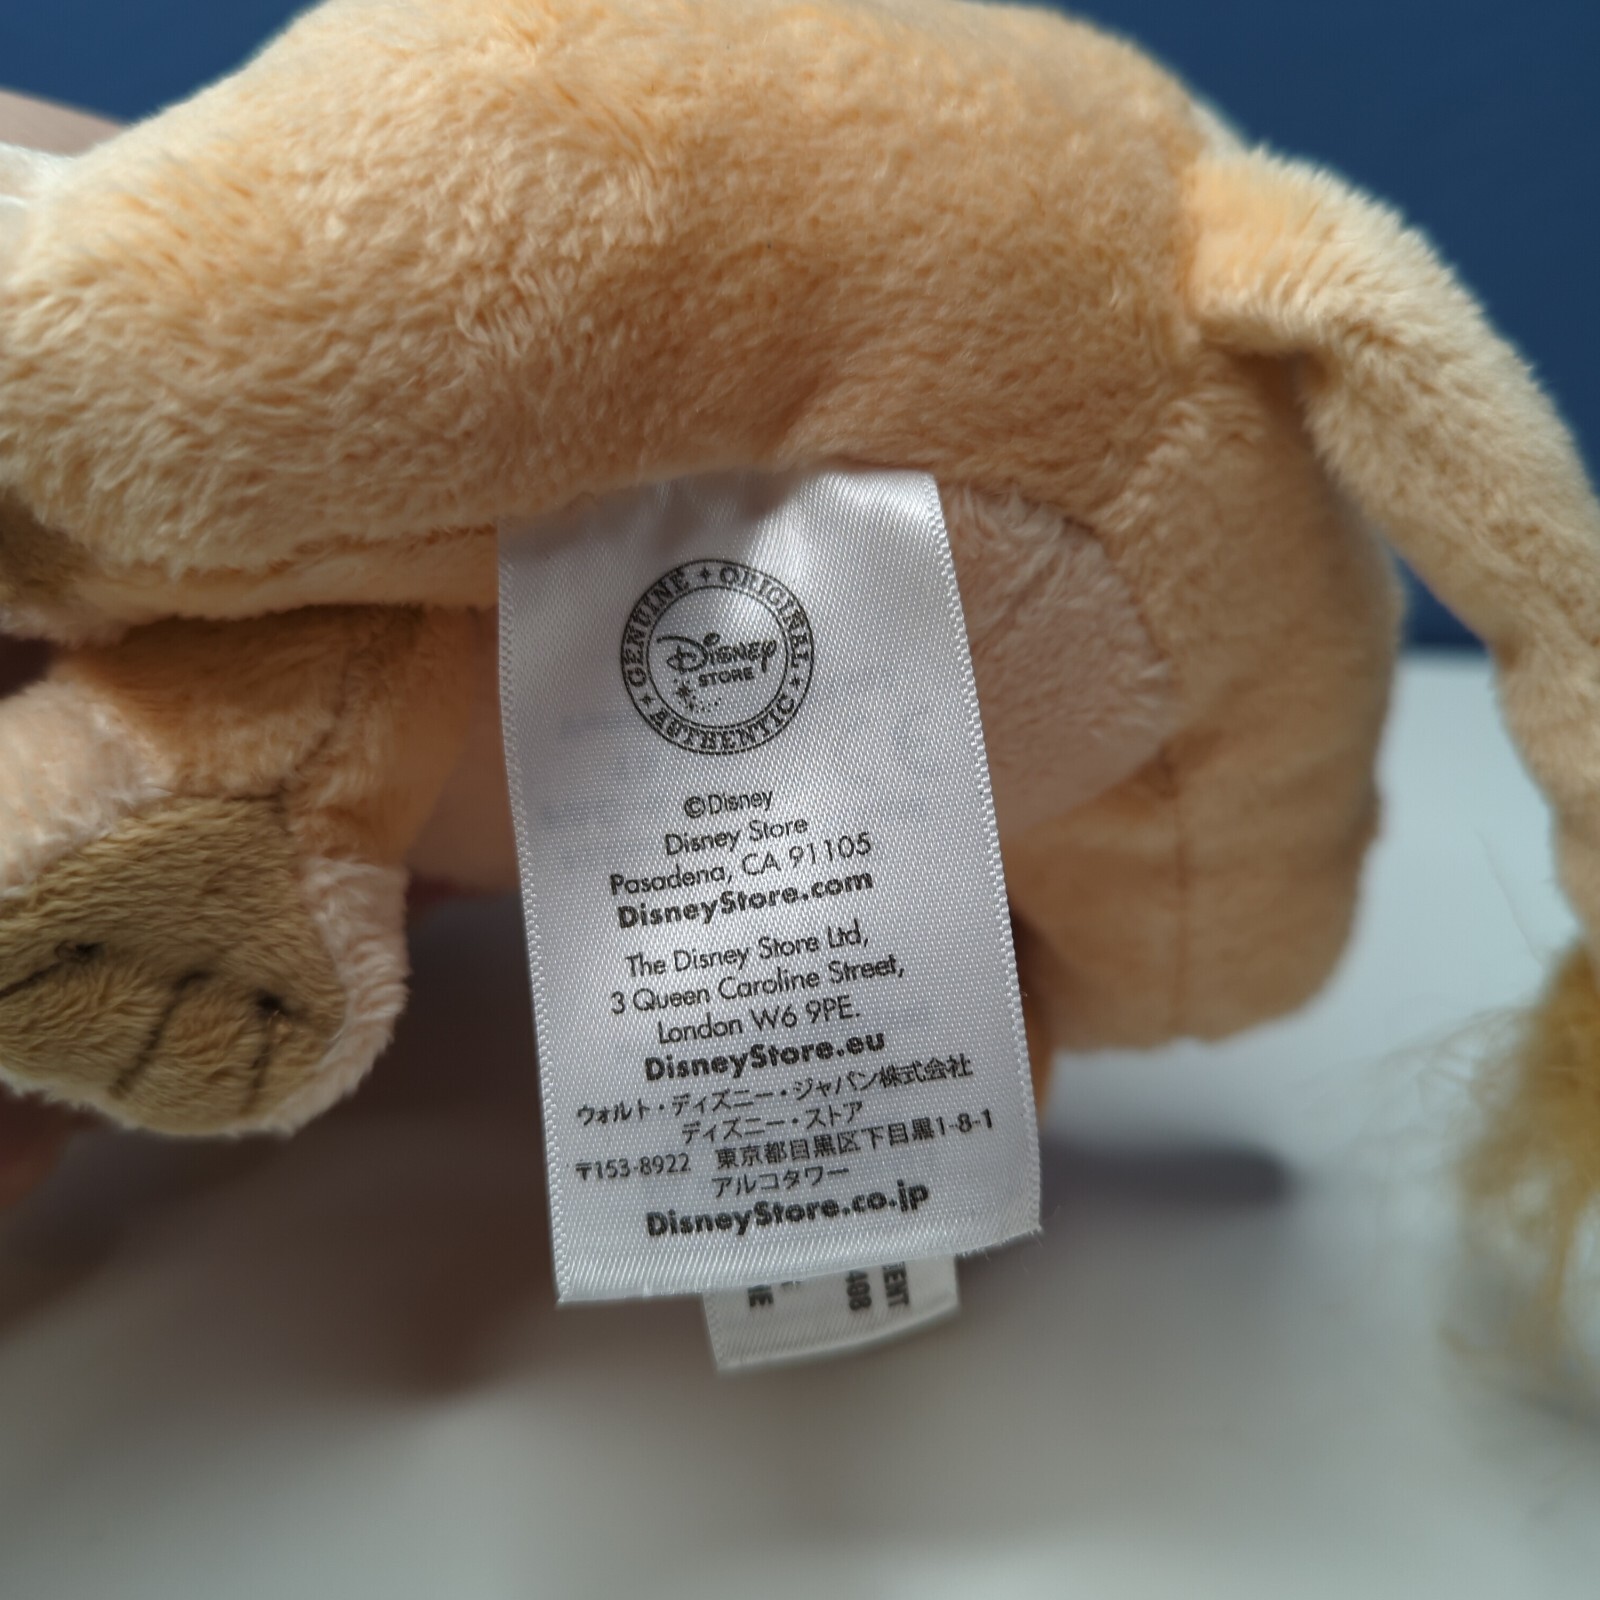 GENUINE • ORIGINAL • AUTHENTIC •
Disney
STORE
©Disney
Disney Store
Pasadena, CA 91105
DisneyStore.com
The Disney Store Ltd,
3 Queen Caroline Street,
London W6 9PE.
DisneyStore.eu
ウォルト・ディズニー・ジャパン株式会社
ディズニー・ストア
〒153-8922 東京都目黒区下目黒1-8-1
アルコタワー
DisneyStore.co.jp